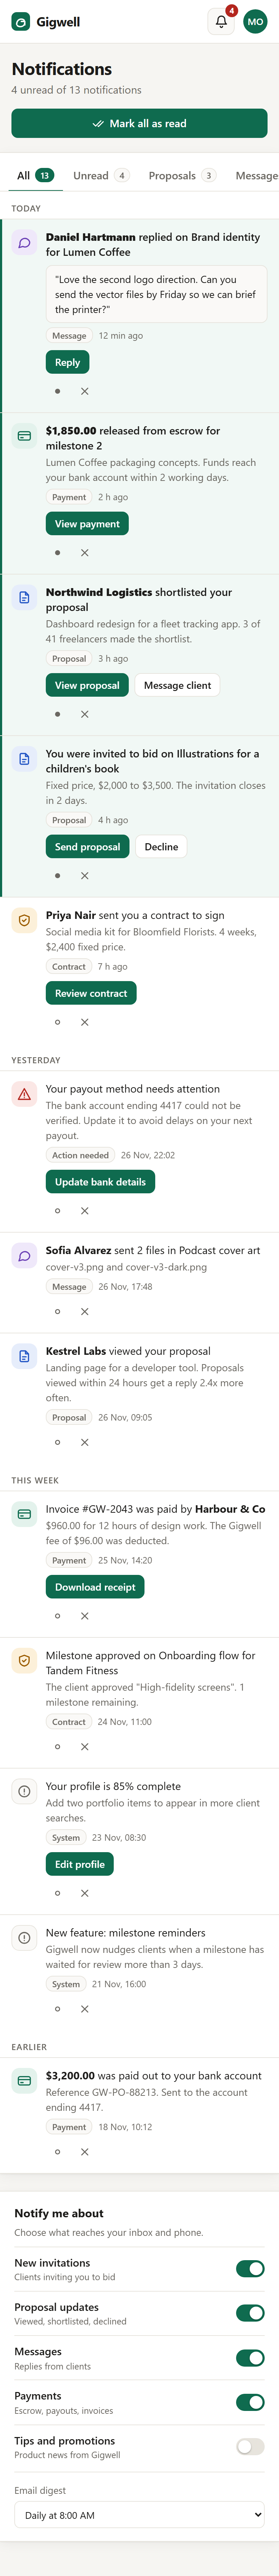 Gigwell
4
MO
Notifications
4 unread of 13 notifications
Mark all as read
All 13
Unread 4
Proposals 3
Message
TODAY
Daniel Hartmann replied on Brand identity
for Lumen Coffee
"Love the second logo direction. Can you
send the vector files by Friday so we can brief
the printer?"
Message 12 min ago
Reply
$1,850.00 released from escrow for
milestone 2
Lumen Coffee packaging concepts. Funds reach
your bank account within 2 working days.
Payment 2 h ago
View payment
Northwind Logistics shortlisted your
proposal
Dashboard redesign for a fleet tracking app. 3 of
41 freelancers made the shortlist.
Proposal 3 h ago
View proposal Message client
You were invited to bid on Illustrations for a
children's book
Fixed price, $2,000 to $3,500. The invitation closes
in 2 days.
Proposal 4 h ago
Send proposal Decline
Priya Nair sent you a contract to sign
Social media kit for Bloomfield Florists. 4 weeks,
$2,400 fixed price.
Contract 7 h ago
Review contract
YESTERDAY
Your payout method needs attention
The bank account ending 4417 could not be
verified. Update it to avoid delays on your next
payout.
Action needed 26 Nov, 22:02
Update bank details
Sofia Alvarez sent 2 files in Podcast cover art
cover-v3.png and cover-v3-dark.png
Message 26 Nov, 17:48
Kestrel Labs viewed your proposal
Landing page for a developer tool. Proposals
viewed within 24 hours get a reply 2.4x more
often.
Proposal 26 Nov, 09:05
THIS WEEK
Invoice #GW-2043 was paid by Harbour & Co
$960.00 for 12 hours of design work. The Gigwell
fee of $96.00 was deducted.
Payment 25 Nov, 14:20
Download receipt
Milestone approved on Onboarding flow for
Tandem Fitness
The client approved "High-fidelity screens". 1
milestone remaining.
Contract 24 Nov, 11:00
Your profile is 85% complete
Add two portfolio items to appear in more client
searches.
System 23 Nov, 08:30
Edit profile
New feature: milestone reminders
Gigwell now nudges clients when a milestone has
waited for review more than 3 days.
System 21 Nov, 16:00
EARLIER
$3,200.00 was paid out to your bank account
Reference GW-PO-88213. Sent to the account
ending 4417.
Payment 18 Nov, 10:12
Notify me about
Choose what reaches your inbox and phone.
New invitations
Clients inviting you to bid
Proposal updates
Viewed, shortlisted, declined
Messages
Replies from clients
Payments
Escrow, payouts, invoices
Tips and promotions
Product news from Gigwell
Email digest
Daily at 8:00 AM